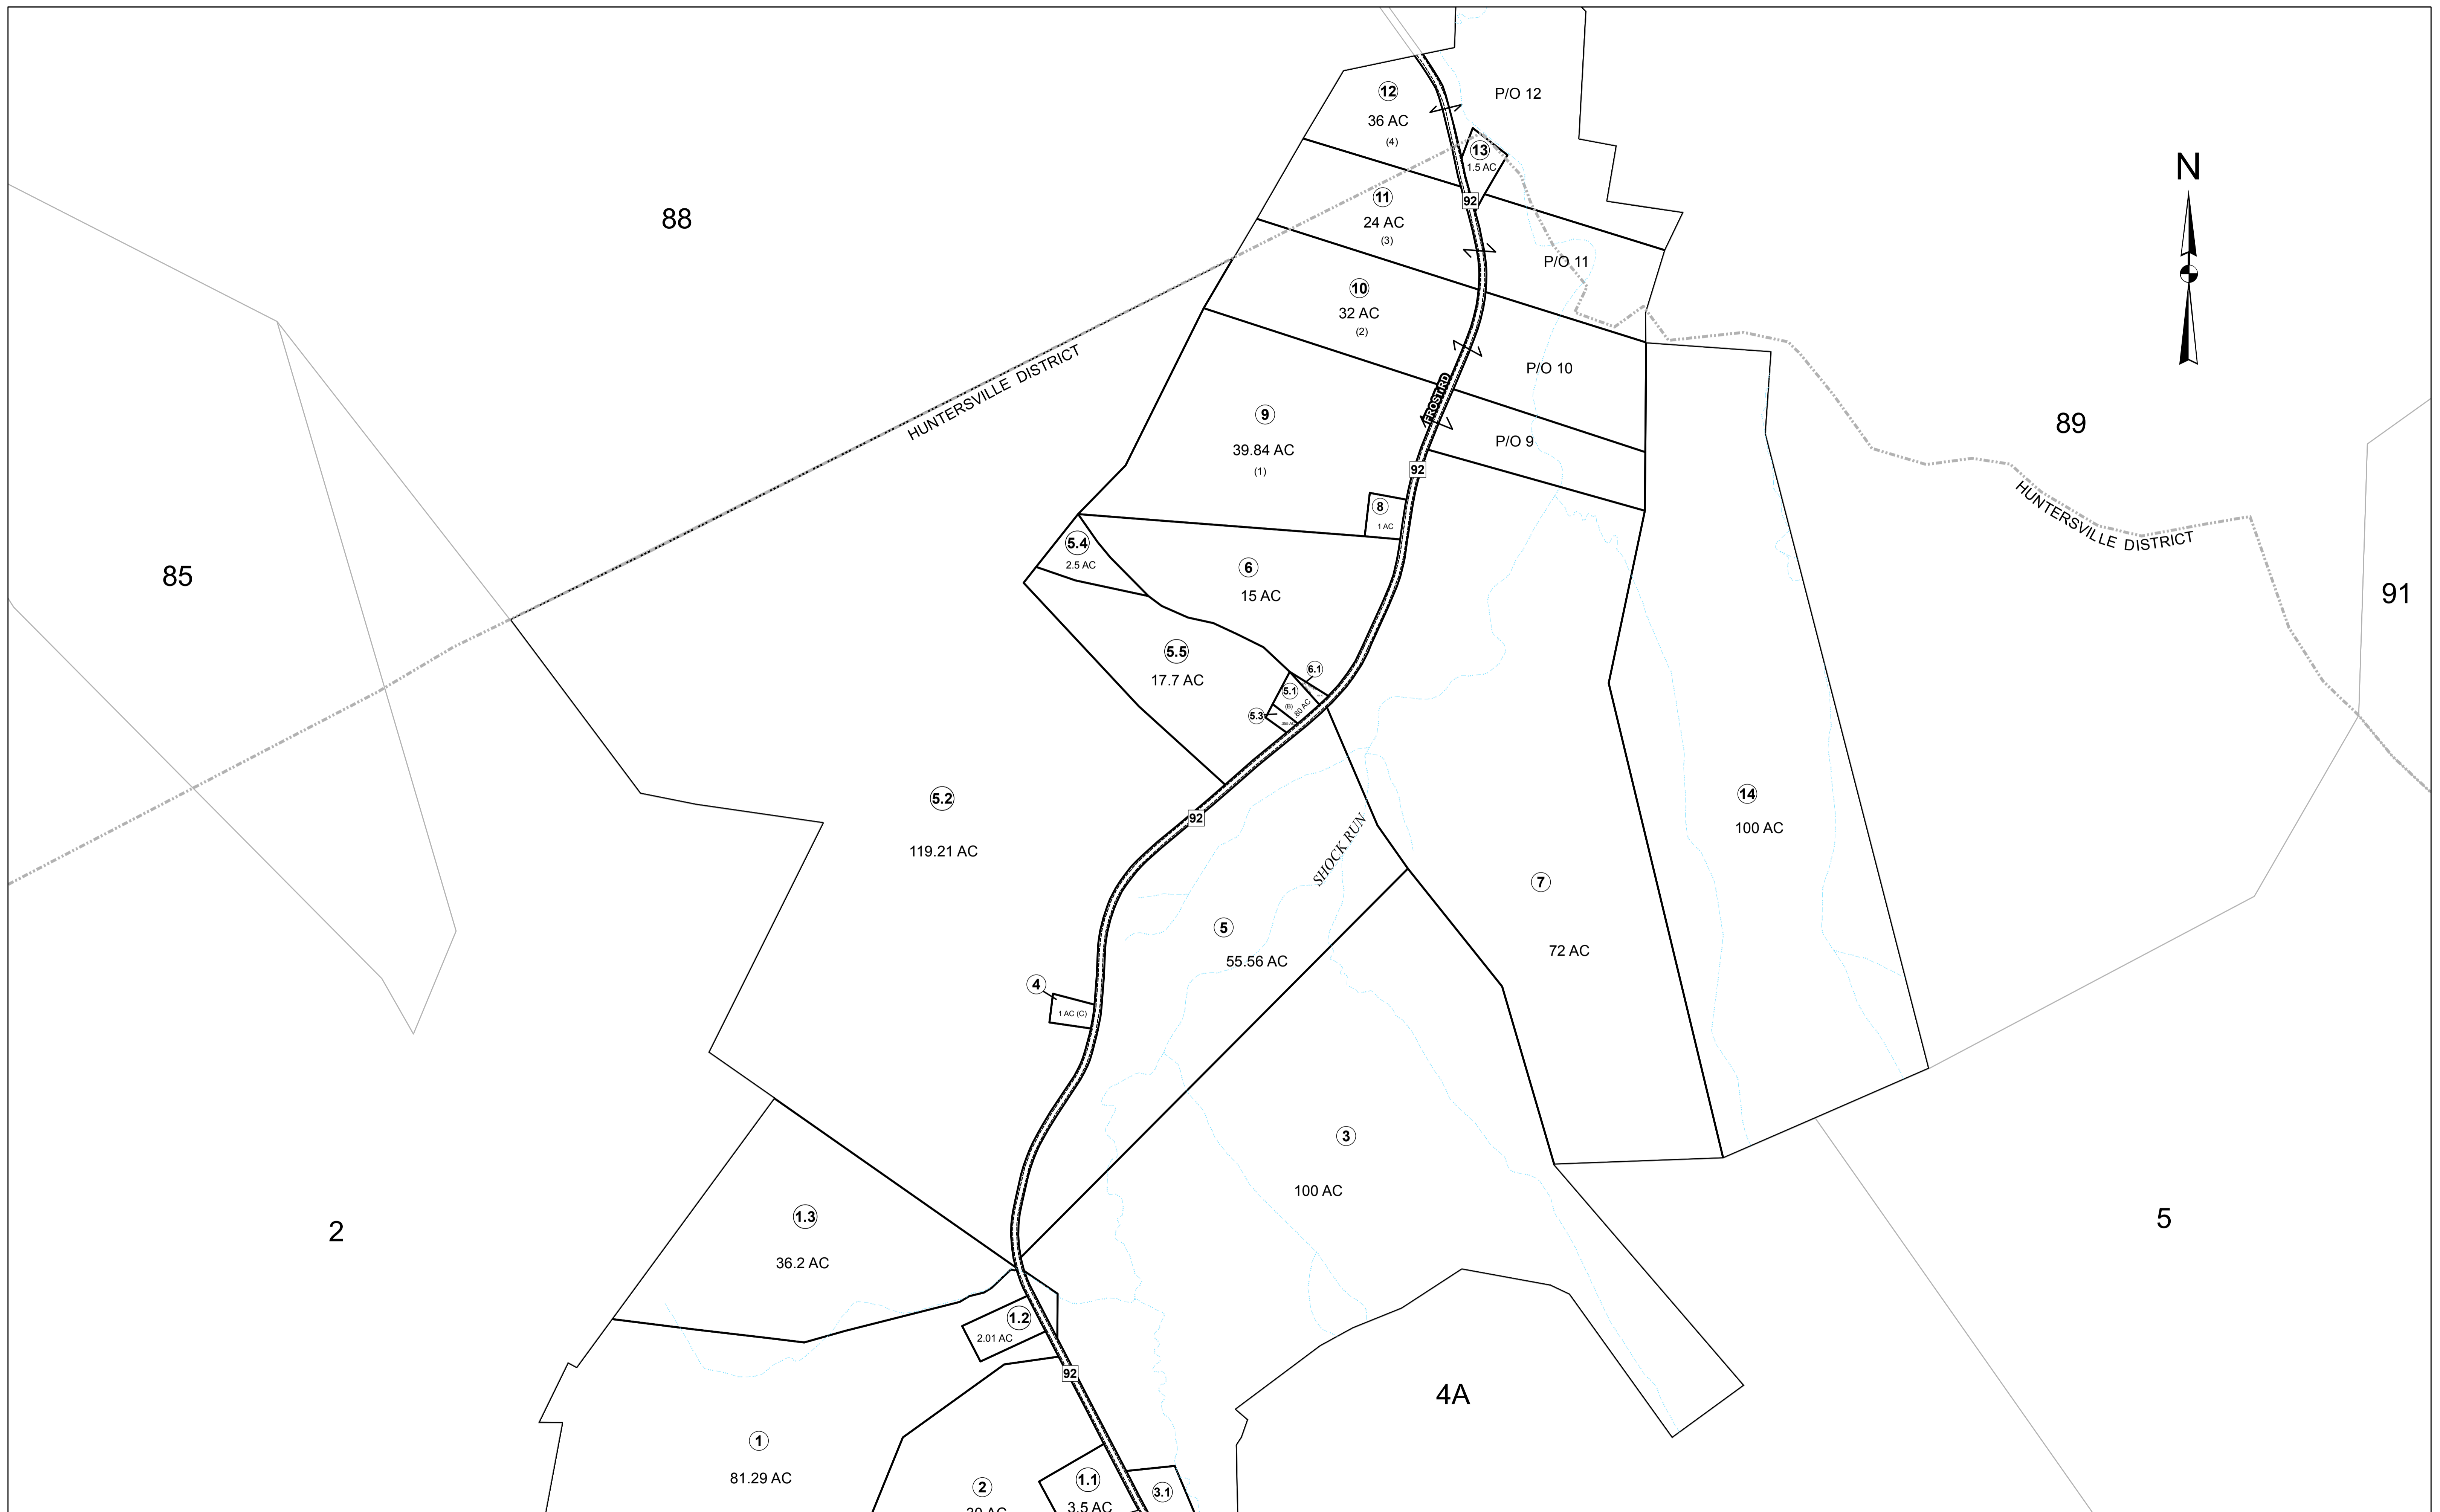 12
36 AC
(4)
P/O 12
13
1.5 AC
N
92
11
24 AC
(3)
88
P/O 11
10
32 AC
(2)
HUNTERSVILLE DISTRICT
P/O 10
FROST RD
9
39.84 AC
(1)
P/O 9
89
92
HUNTERSVILLE DISTRICT
8
1 AC
5.4
2.5 AC
6
15 AC
85
91
5.5
17.7 AC
6.1
5.1
(B)
80 AC
5.3
5.2
119.21 AC
92
SHOCK RUN
14
100 AC
7
72 AC
5
55.56 AC
4
1 AC (C)
3
100 AC
2
1.3
36.2 AC
5
1.2
2.01 AC
92
4A
1
81.29 AC
2
30 AC
1.1
3.5 AC
3.1